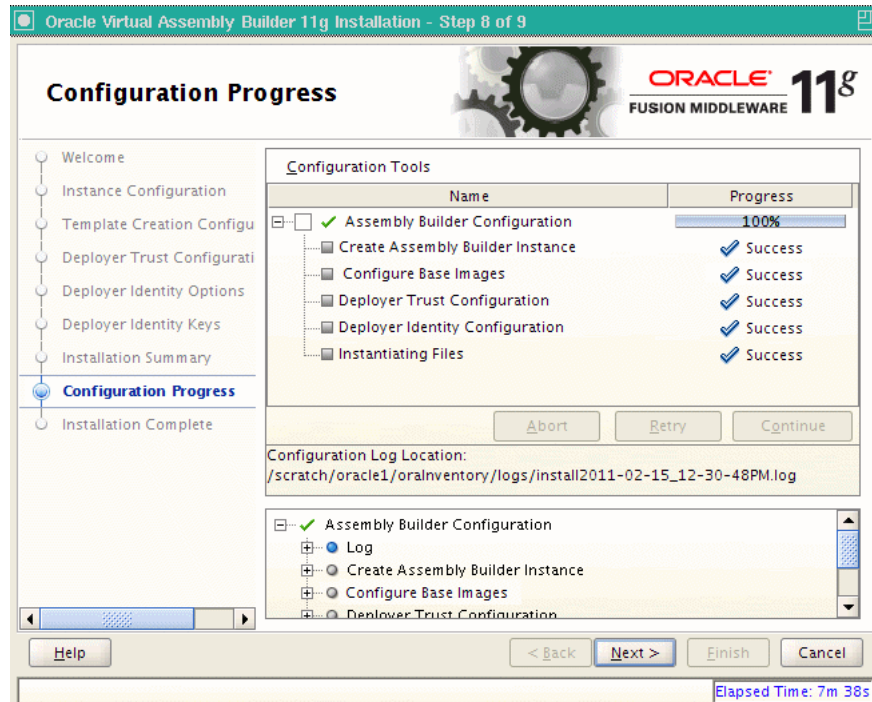 Oracle Virtual Assembly Builder 11g Installation - Step 8 of 9
Configuration Progress
ORACLE
FUSION MIDDLEWARE
11g
Welcome
Instance Configuration
Template Creation Configu
Deployer Trust Configurati
Deployer Identity Options
Deployer Identity Keys
Installation Summary
Configuration Progress
Installation Complete
Configuration Tools
Name Progress
Assembly Builder Configuration 100%
Create Assembly Builder Instance Success
Configure Base Images Success
Deployer Trust Configuration Success
Deployer Identity Configuration Success
Instantiating Files Success
Abort Retry Continue
Configuration Log Location:
/scratch/oracle1/oraInventory/logs/install2011-02-15_12-30-48PM.log
Assembly Builder Configuration
Log
Create Assembly Builder Instance
Configure Base Images
Deployer Trust Configuration
Help < Back Next > Finish Cancel
Elapsed Time: 7m 38s